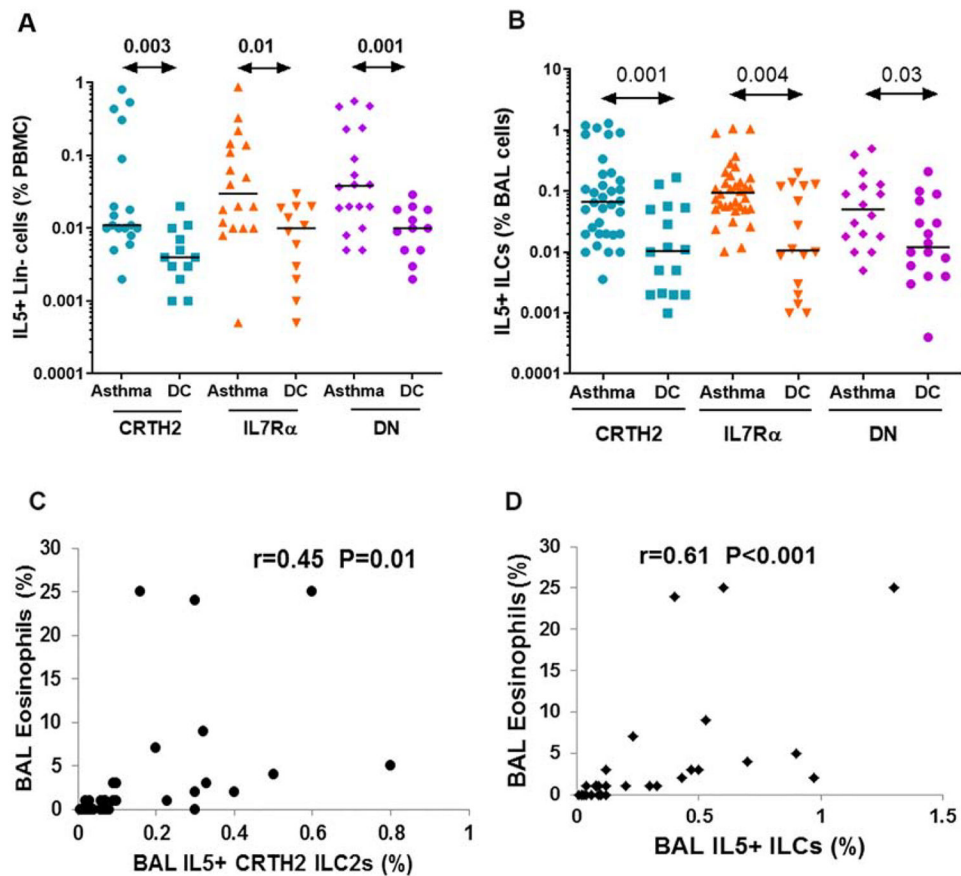 A
0.003 0.01 0.001
IL5+ Lin- cells (% PBMC)
1
0.1
0.01
0.001
0.0001
Asthma DC Asthma DC Asthma DC
CRTH2 IL7Rα DN
B
0.001 0.004 0.03
IL5+ ILCs (% BAL cells)
10
1
0.1
0.01
0.001
0.0001
Asthma DC Asthma DC Asthma DC
CRTH2 IL7Rα DN
C
r=0.45 P=0.01
BAL Eosinophils (%)
30
25
20
15
10
5
0
0 0.2 0.4 0.6 0.8 1
BAL IL5+ CRTH2 ILC2s (%)
D
r=0.61 P<0.001
BAL Eosinophils (%)
30
25
20
15
10
5
0
0 0.5 1 1.5
BAL IL5+ ILCs (%)